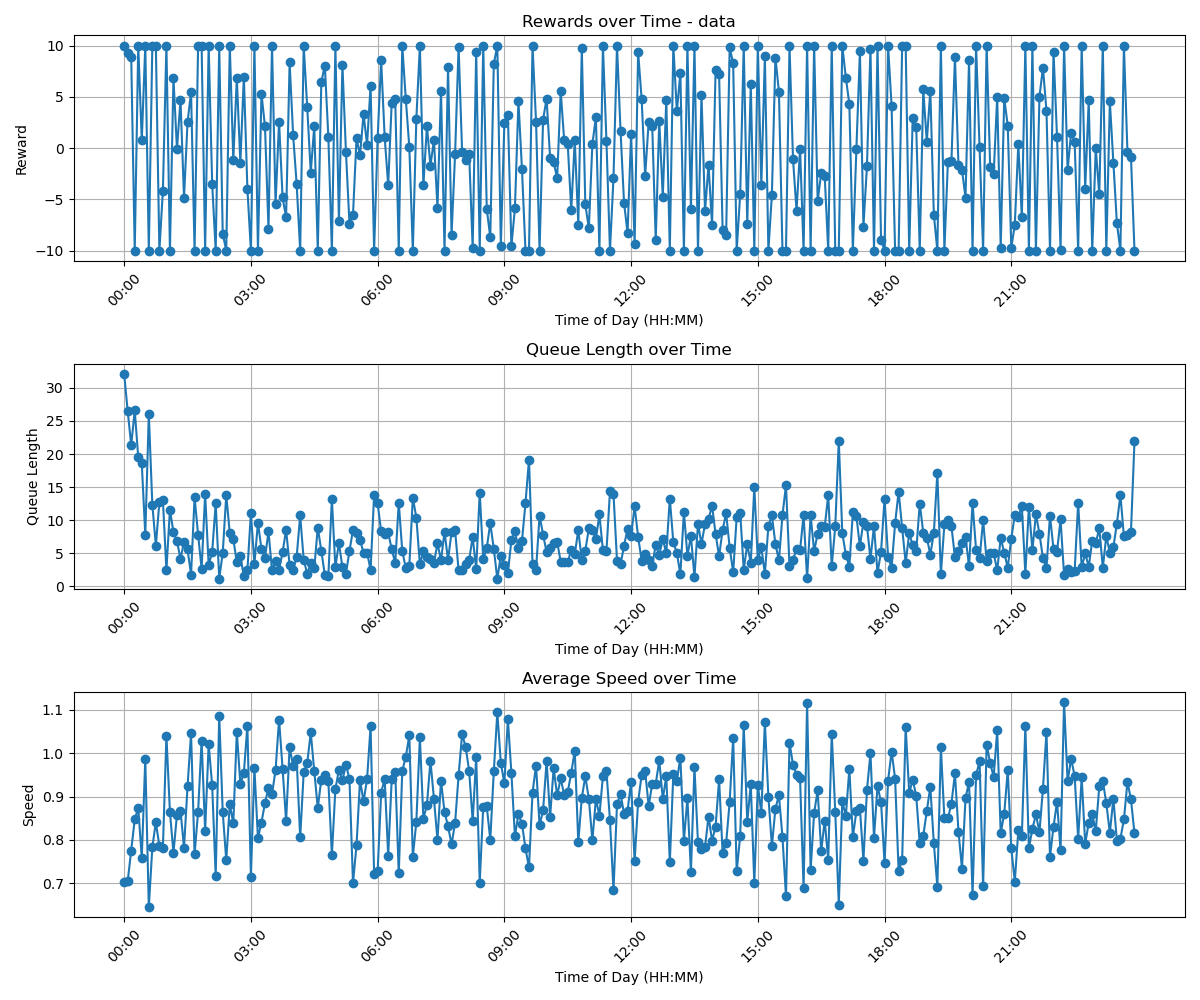 Rewards over Time - data
10
5
0
−5
−10
Reward
00:00 03:00 06:00 09:00 12:00 15:00 18:00 21:00
Time of Day (HH:MM)
Queue Length over Time
30
25
20
15
10
5
0
Queue Length
00:00 03:00 06:00 09:00 12:00 15:00 18:00 21:00
Time of Day (HH:MM)
Average Speed over Time
1.1
1.0
0.9
0.8
0.7
Speed
00:00 03:00 06:00 09:00 12:00 15:00 18:00 21:00
Time of Day (HH:MM)